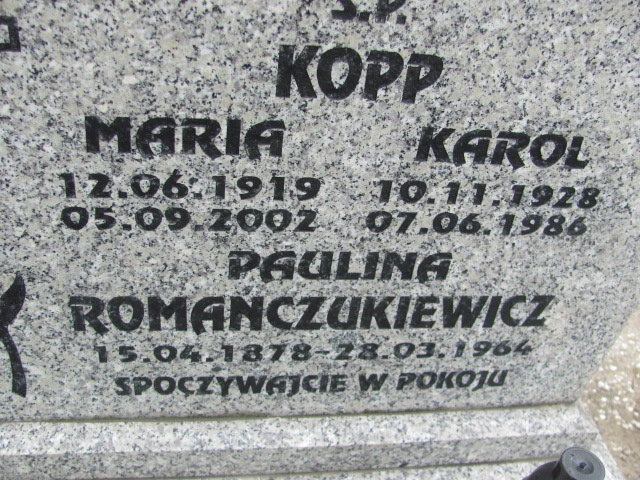 Ś.P.
KOPP
MARIA KAROL
12.06.1919 10.11.1928
05.09.2002 07.06.1986
PAULINA
ROMAŃCZUKIEWICZ
15.04.1878-28.03.1964
SPOCZYWAJCIE W POKOJU